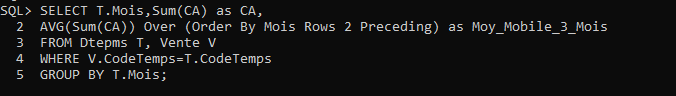 SQL> SELECT T.Mois,Sum(CA) as CA,
2 AVG(Sum(CA)) Over (Order By Mois Rows 2 Preceding) as Moy_Mobile_3_Mois
3 FROM Dtepms T, Vente V
4 WHERE V.CodeTemps=T.CodeTemps
5 GROUP BY T.Mois;